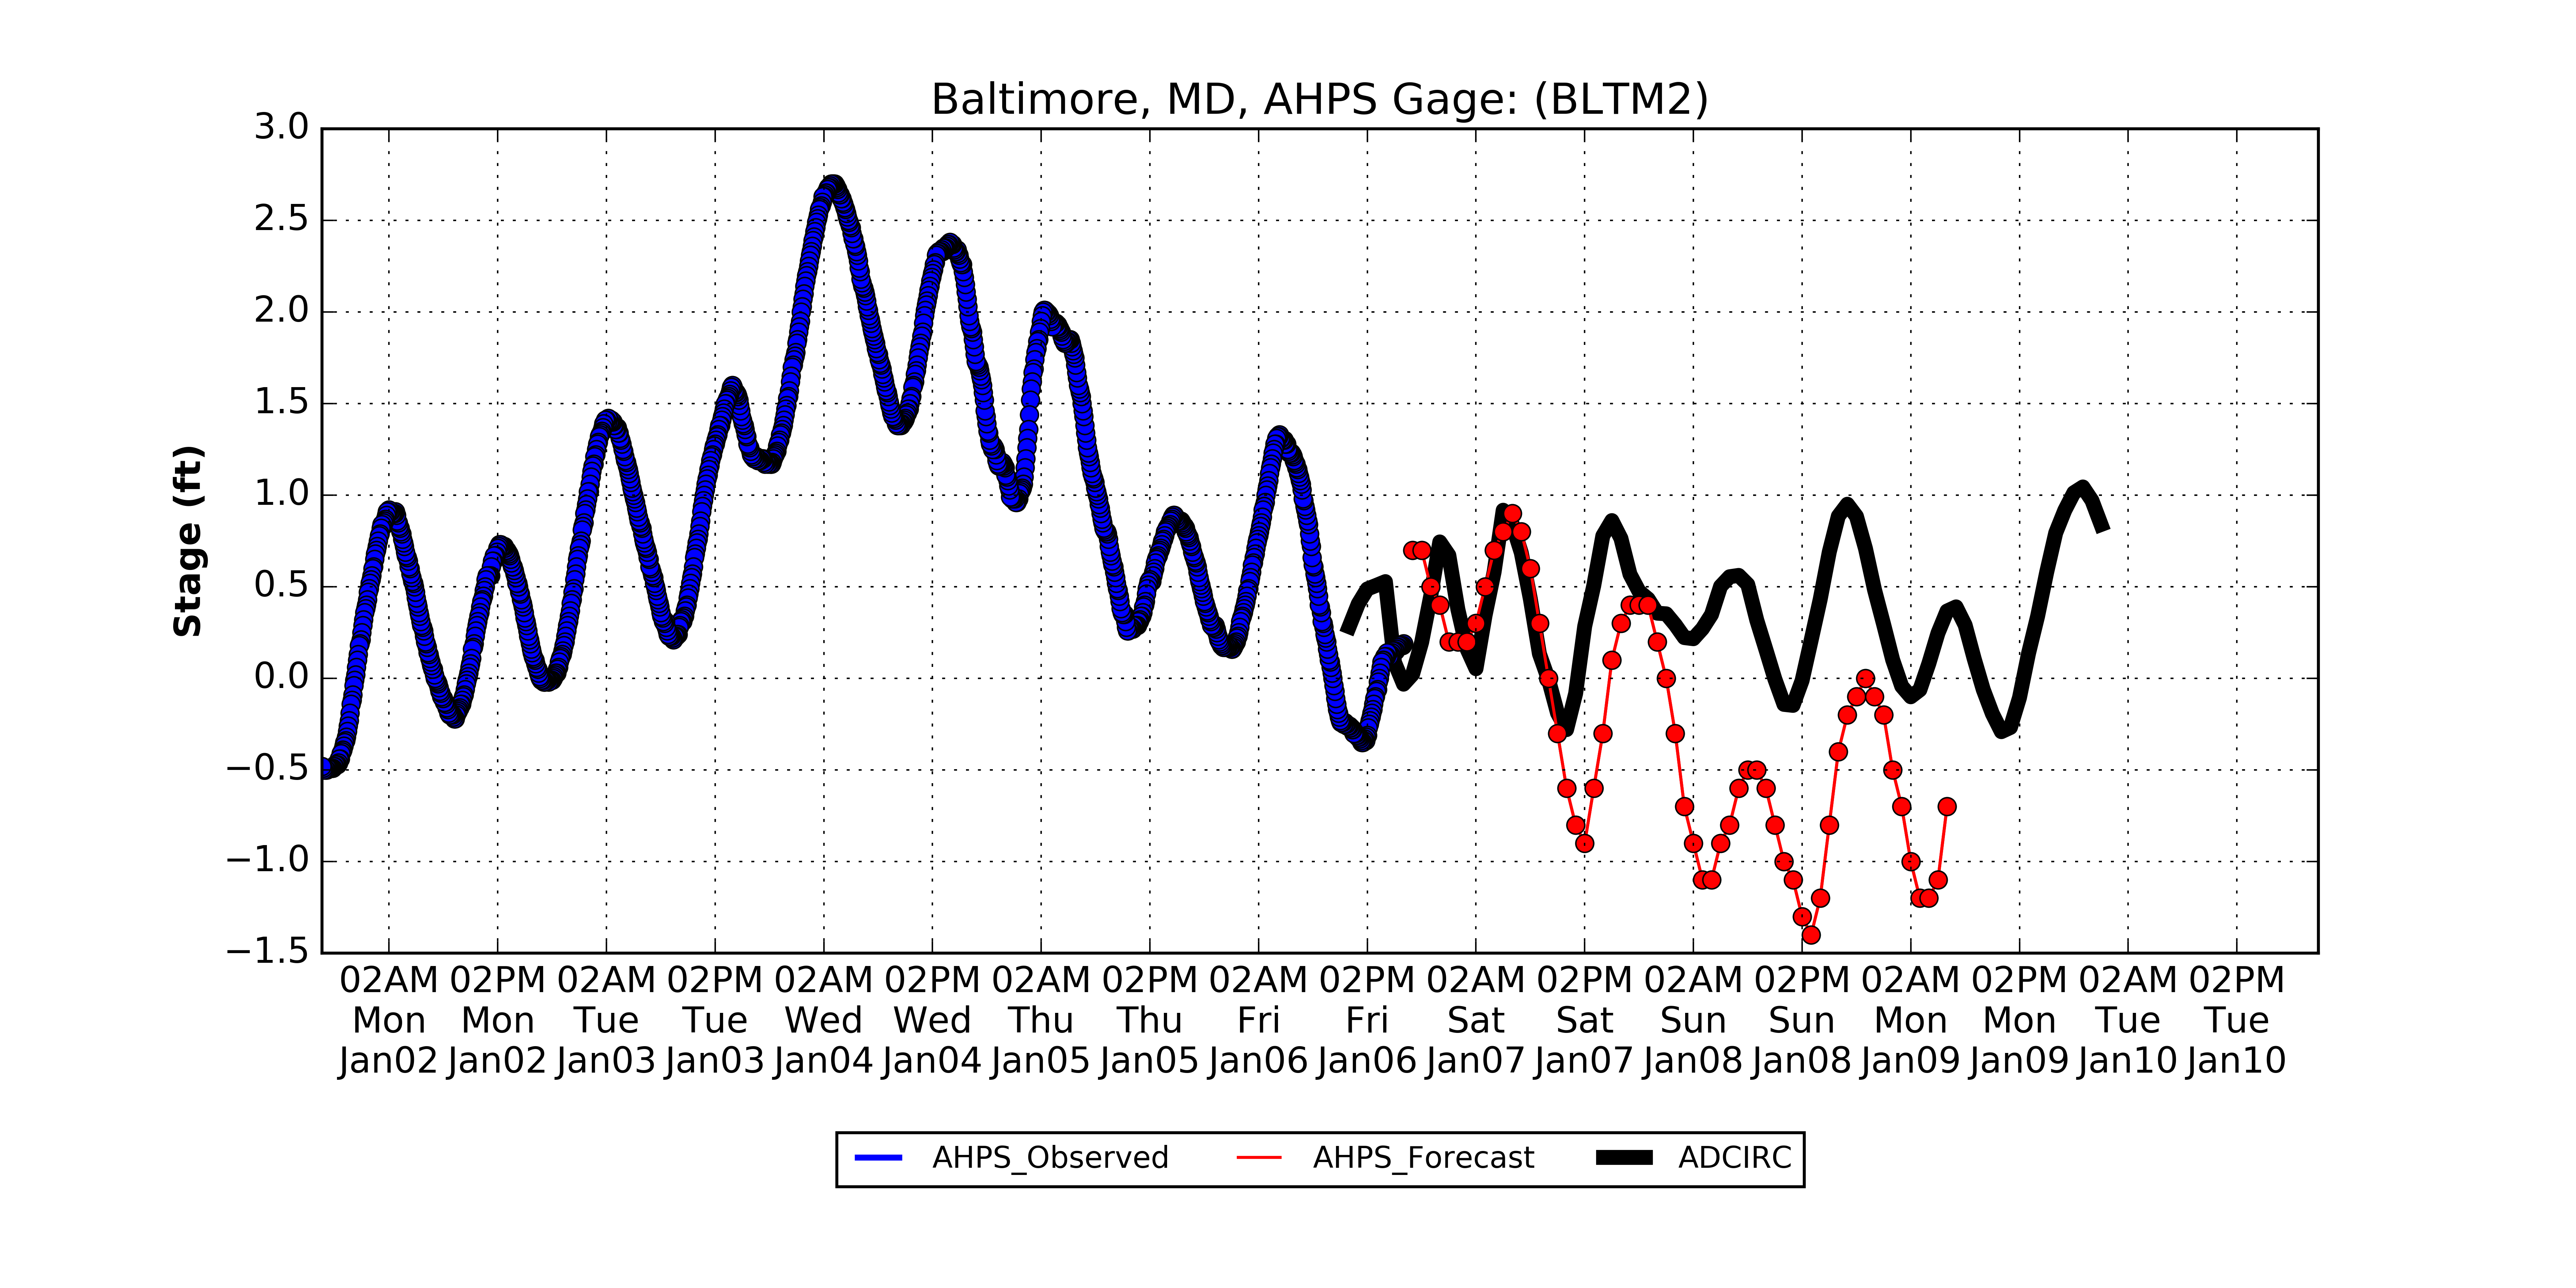 Baltimore, MD, AHPS Gage: (BLTM2)
Stage (ft)
3.0
2.5
2.0
1.5
1.0
0.5
0.0
−0.5
−1.0
−1.5
02AM 02PM 02AM 02PM 02AM 02PM 02AM 02PM 02AM 02PM 02AM 02PM 02AM 02PM 02AM 02PM 02AM 02PM
Mon Mon Tue Tue Wed Wed Thu Thu Fri Fri Sat Sat Sun Sun Mon Mon Tue Tue
Jan02 Jan02 Jan03 Jan03 Jan04 Jan04 Jan05 Jan05 Jan06 Jan06 Jan07 Jan07 Jan08 Jan08 Jan09 Jan09 Jan10 Jan10
AHPS_Observed AHPS_Forecast ADCIRC